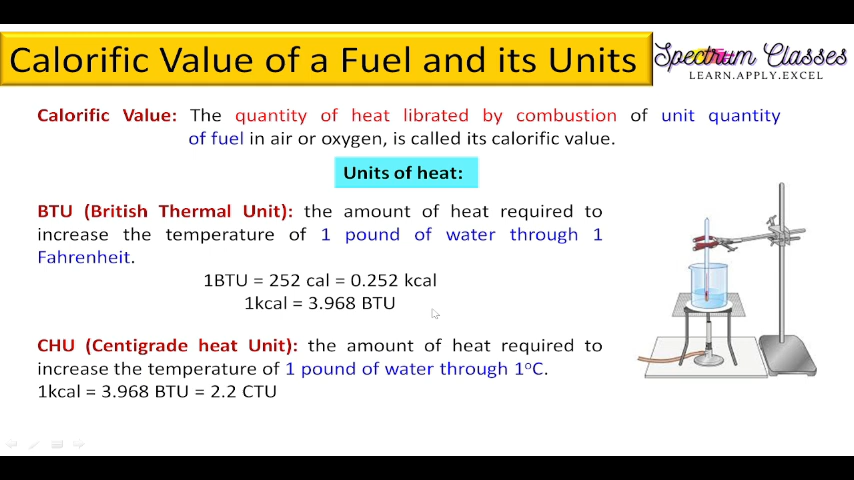 Calorific Value of a Fuel and its Units
Spectrum Classes
LEARN.APPLY.EXCEL
Calorific Value: The quantity of heat librated by combustion of unit quantity
of fuel in air or oxygen, is called its calorific value.
Units of heat:
BTU (British Thermal Unit): the amount of heat required to
increase the temperature of 1 pound of water through 1
Fahrenheit.
1BTU = 252 cal = 0.252 kcal
1kcal = 3.968 BTU
CHU (Centigrade heat Unit): the amount of heat required to
increase the temperature of 1 pound of water through 1°C.
1kcal = 3.968 BTU = 2.2 CTU